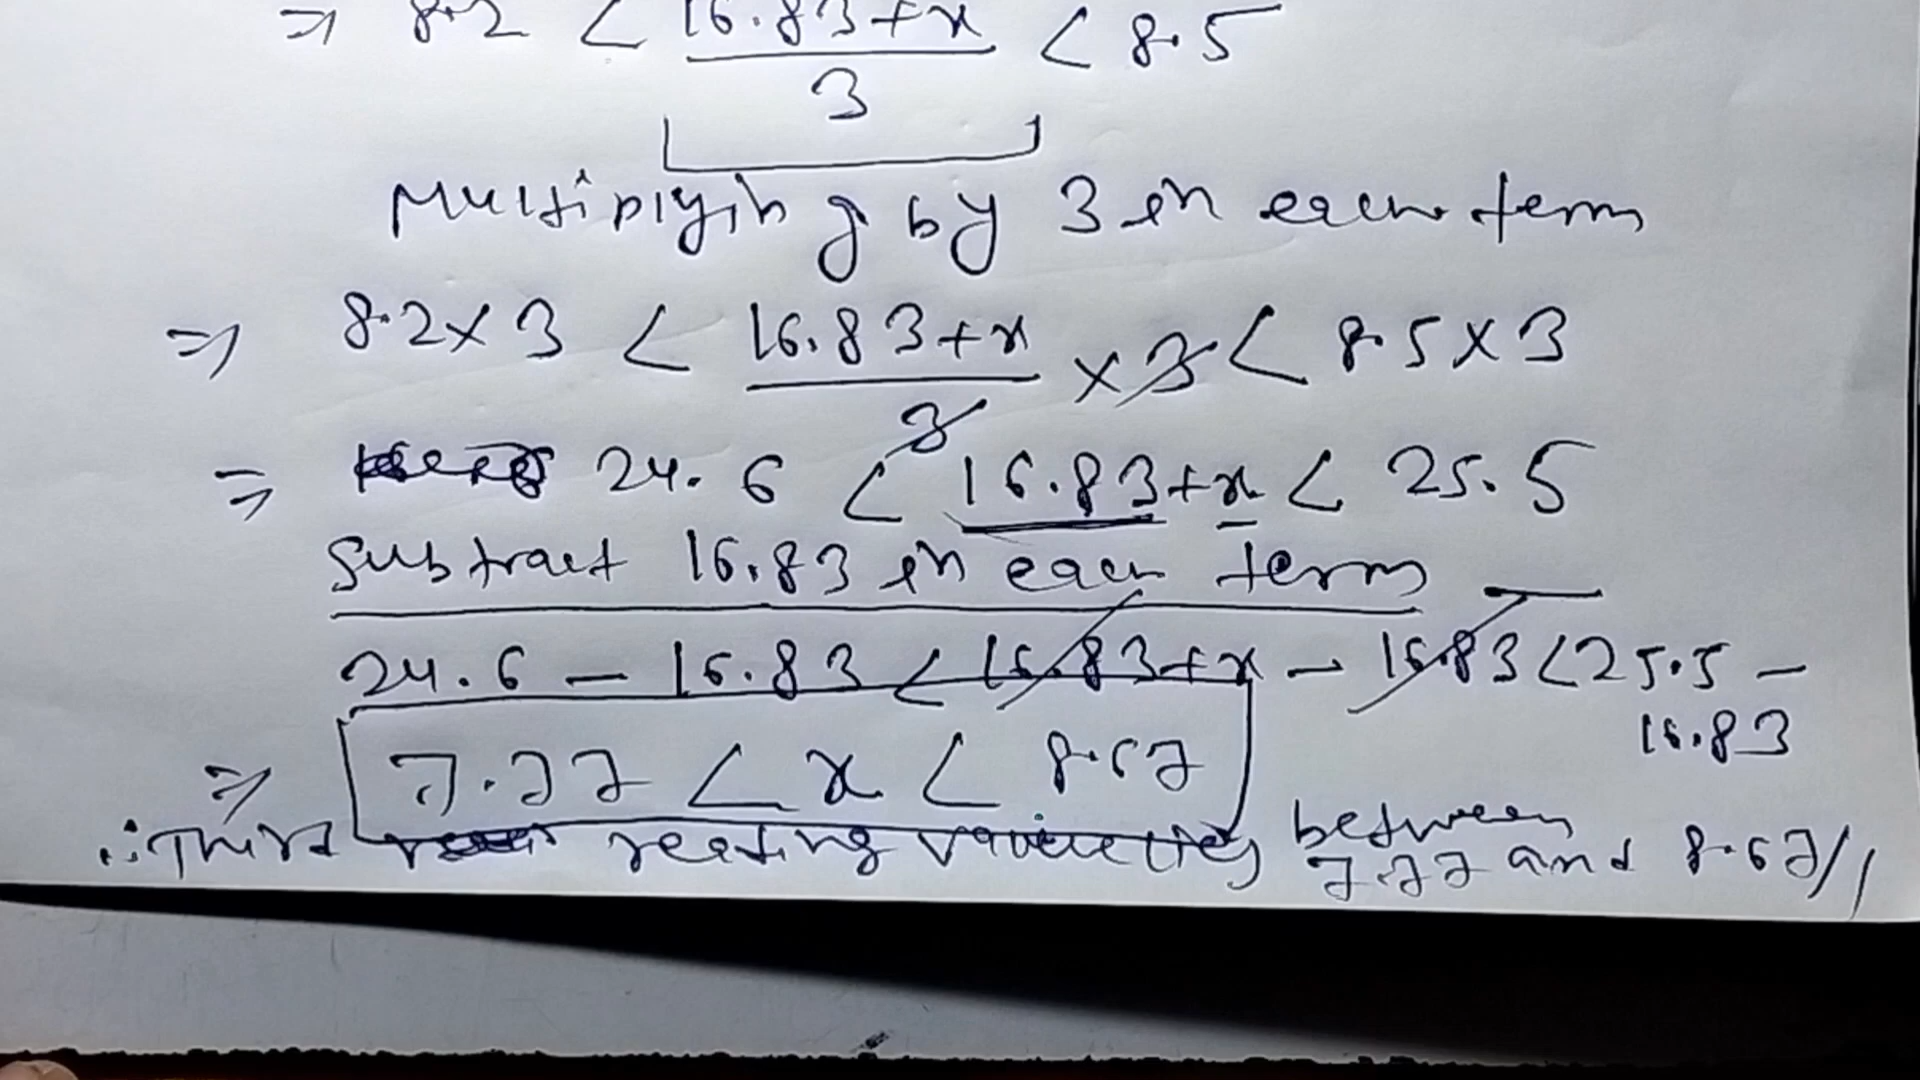 ⇒ 8.2 < (16.83+x)/3 < 8.5
Multiplying by 3 in each term
⇒ 8.2×3 < (16.83+x)/3 ×3 < 8.5×3
⇒ 24.6 < 16.83+x < 25.5
subtract 16.83 in each term
24.6 - 16.83 < 16.83+x - 16.83 < 25.5 -
16.83
⇒ 7.77 < x < 8.67
∴ Third reating between
7.77 and 8.67//